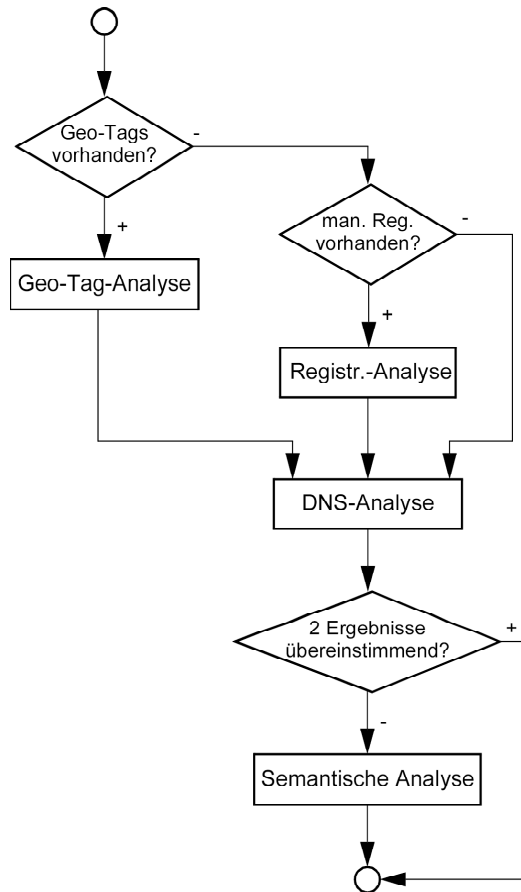 Geo-Tags
vorhanden?
-
+
man. Reg.
vorhanden?
-
Geo-Tag-Analyse
+
Registr.-Analyse
DNS-Analyse
2 Ergebnisse
übereinstimmend?
+
-
Semantische Analyse